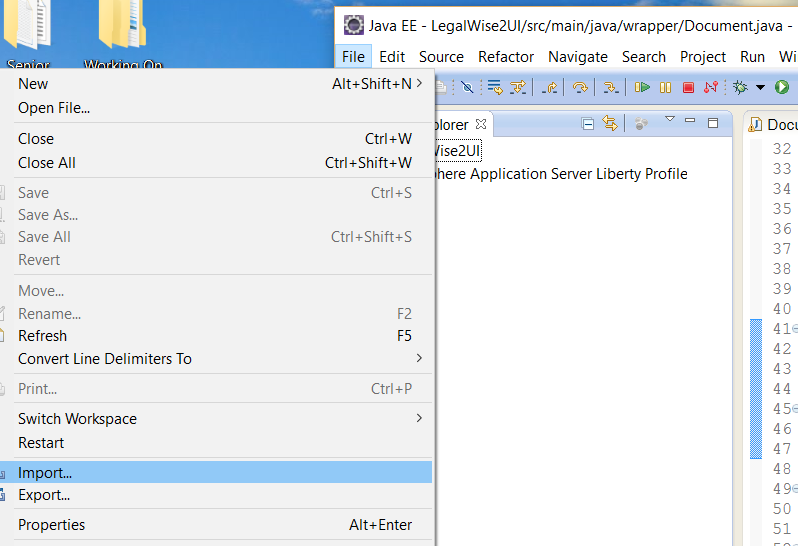 Senior
Working On
Java EE - LegalWise2UI/src/main/java/wrapper/Document.java -
File Edit Source Refactor Navigate Search Project Run
New Alt+Shift+N
Open File...
Close Ctrl+W
Close All Ctrl+Shift+W
Save Ctrl+S
Save As...
Save All Ctrl+Shift+S
Revert
Move...
Rename... F2
Refresh F5
Convert Line Delimiters To
Print... Ctrl+P
Switch Workspace
Restart
Import...
Export...
Properties Alt+Enter
plorer
Wise2UI
phere Application Server Liberty Profile
Docu
32
33
34
35
36
37
38
39
40
41
42
43
44
45
46
47
48
49
50
51